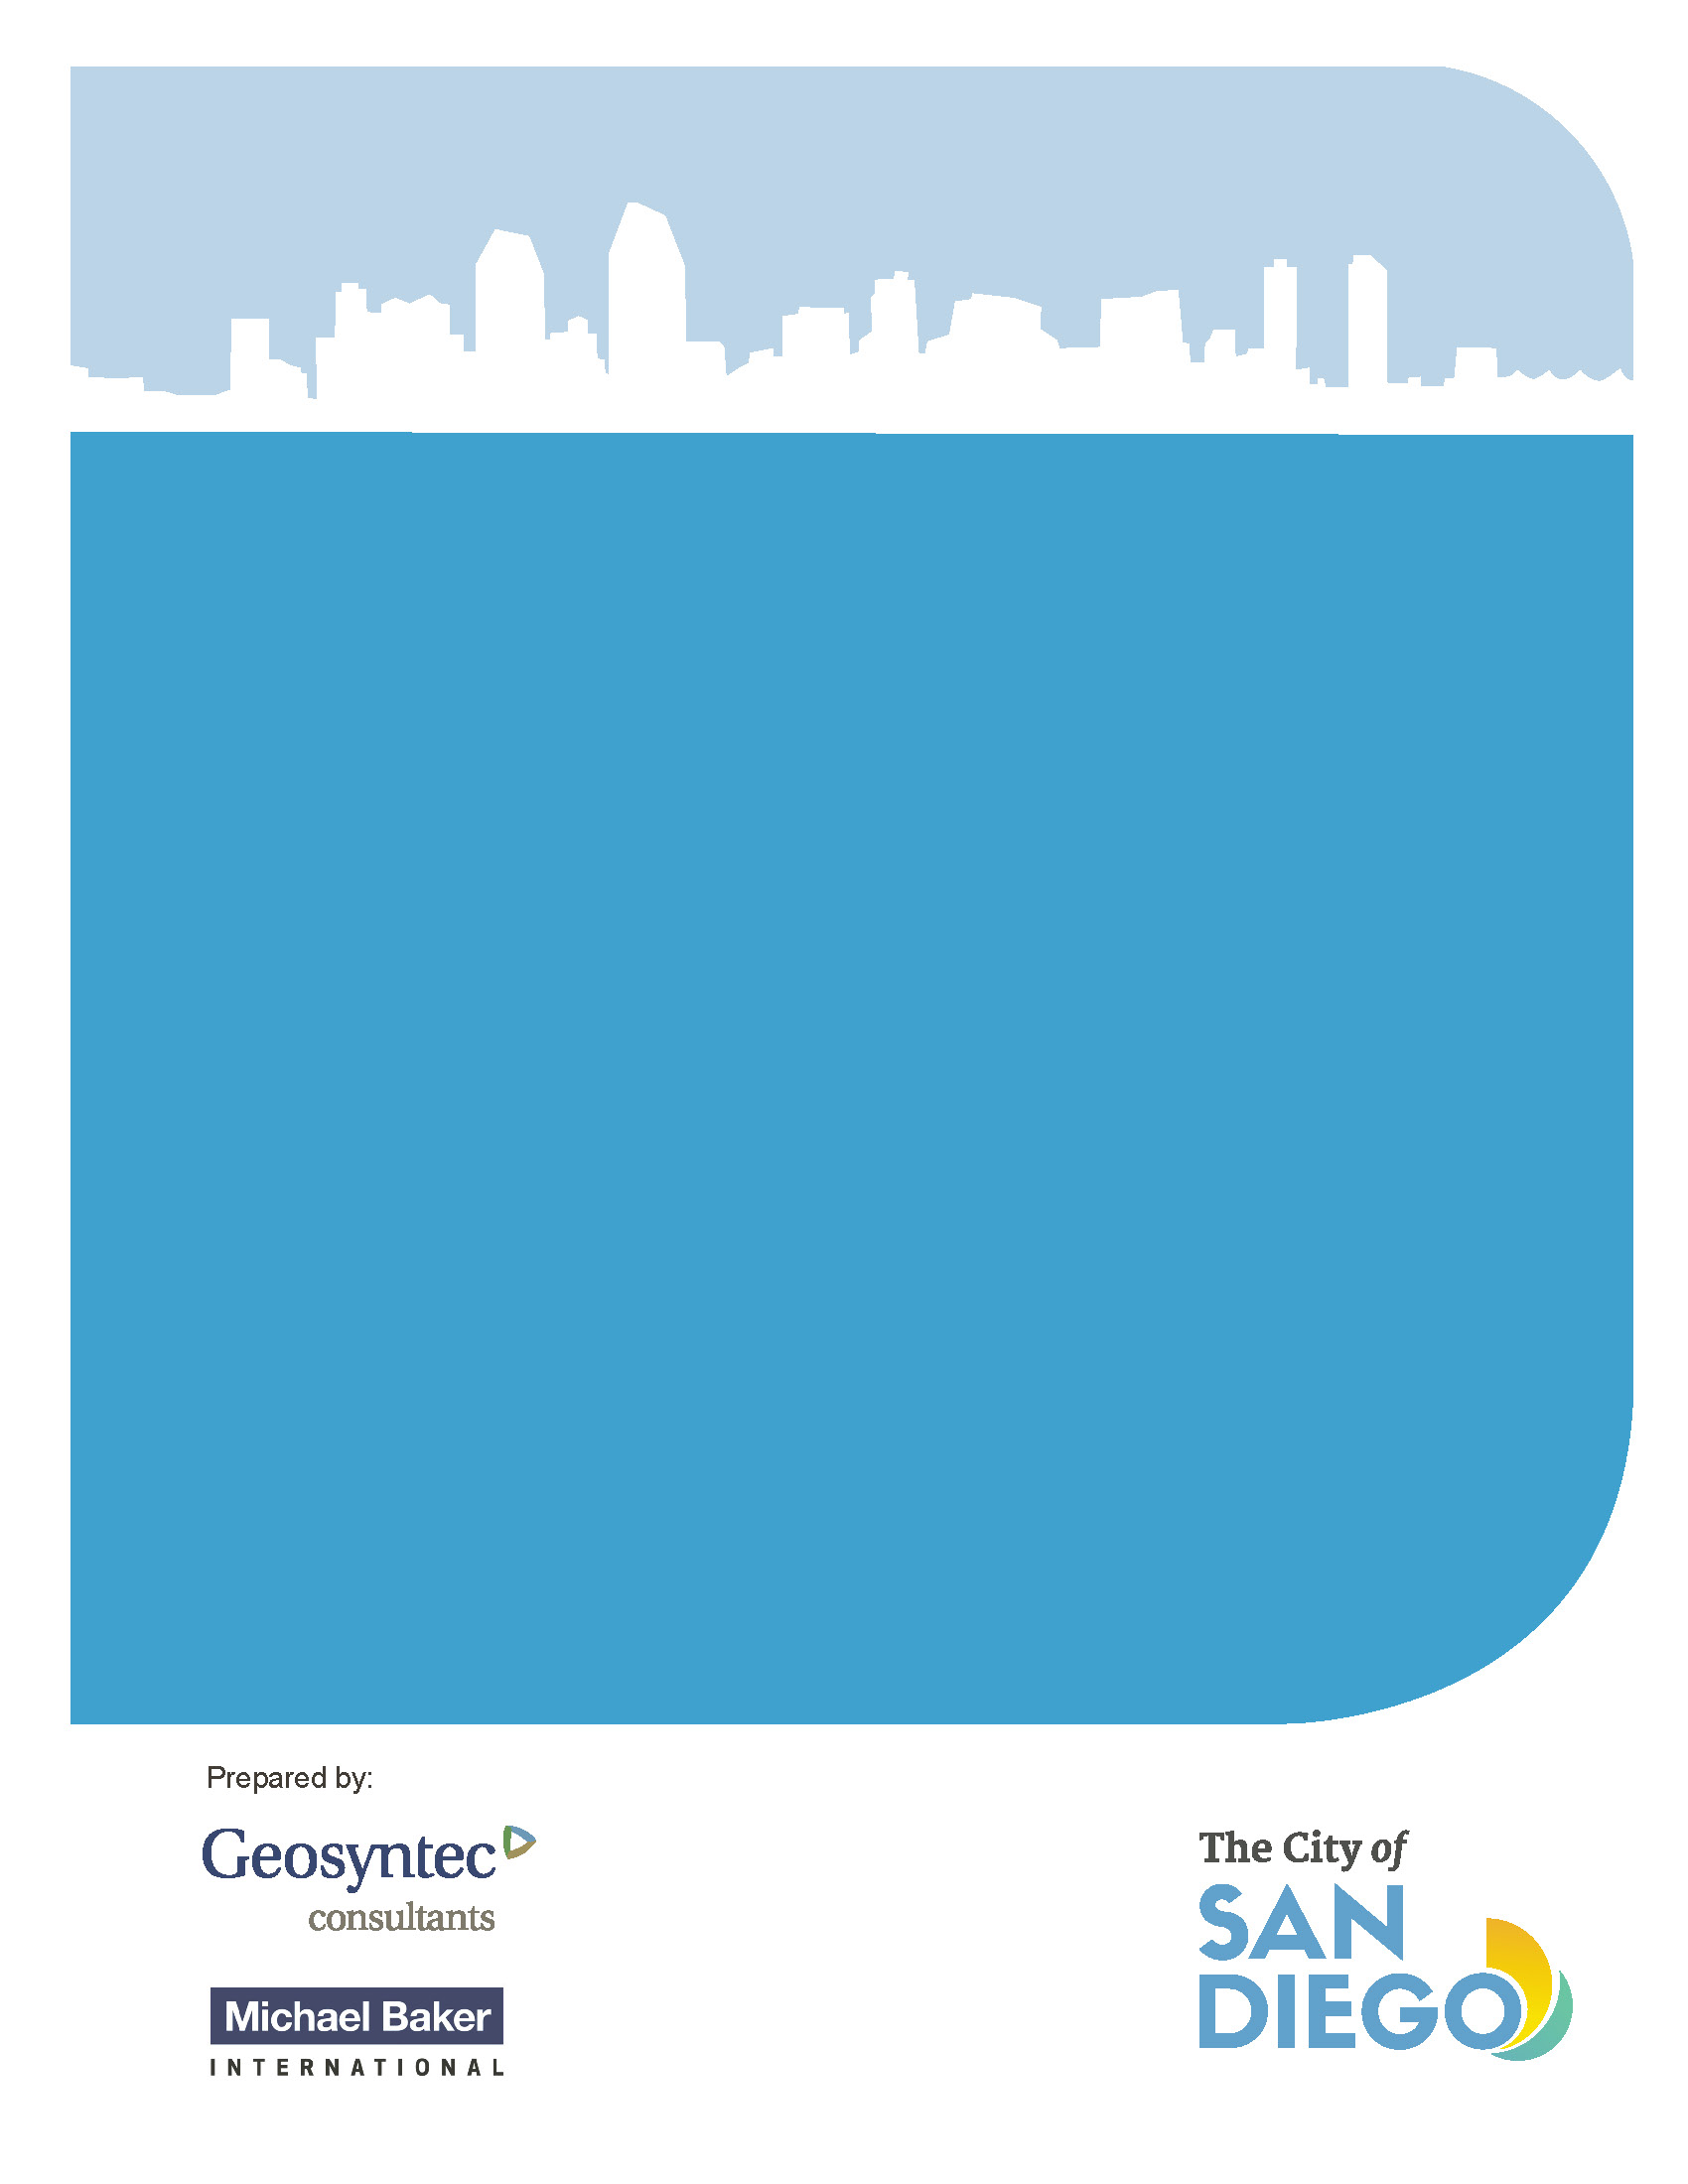 Prepared by:
Geosyntec
consultants
Michael Baker
INTERNATIONAL
The City of
SAN
DIEGO